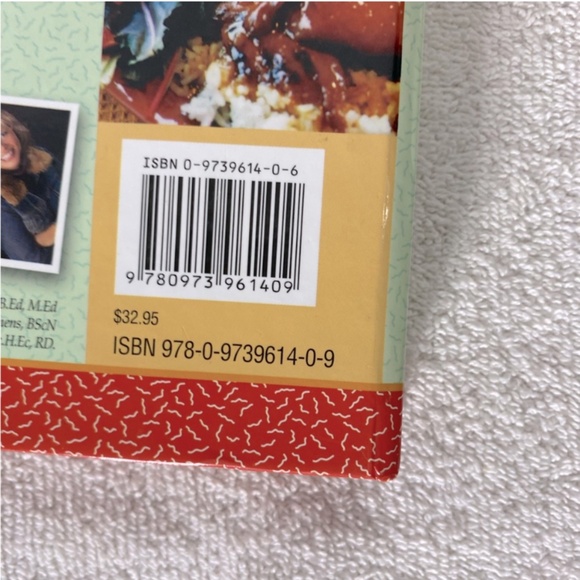 ISBN 0-9739614-0-6
9 780973 961409
B.Ed, M.Ed
BScN
H.Ec, RD.
$32.95
ISBN 978-0-9739614-0-9